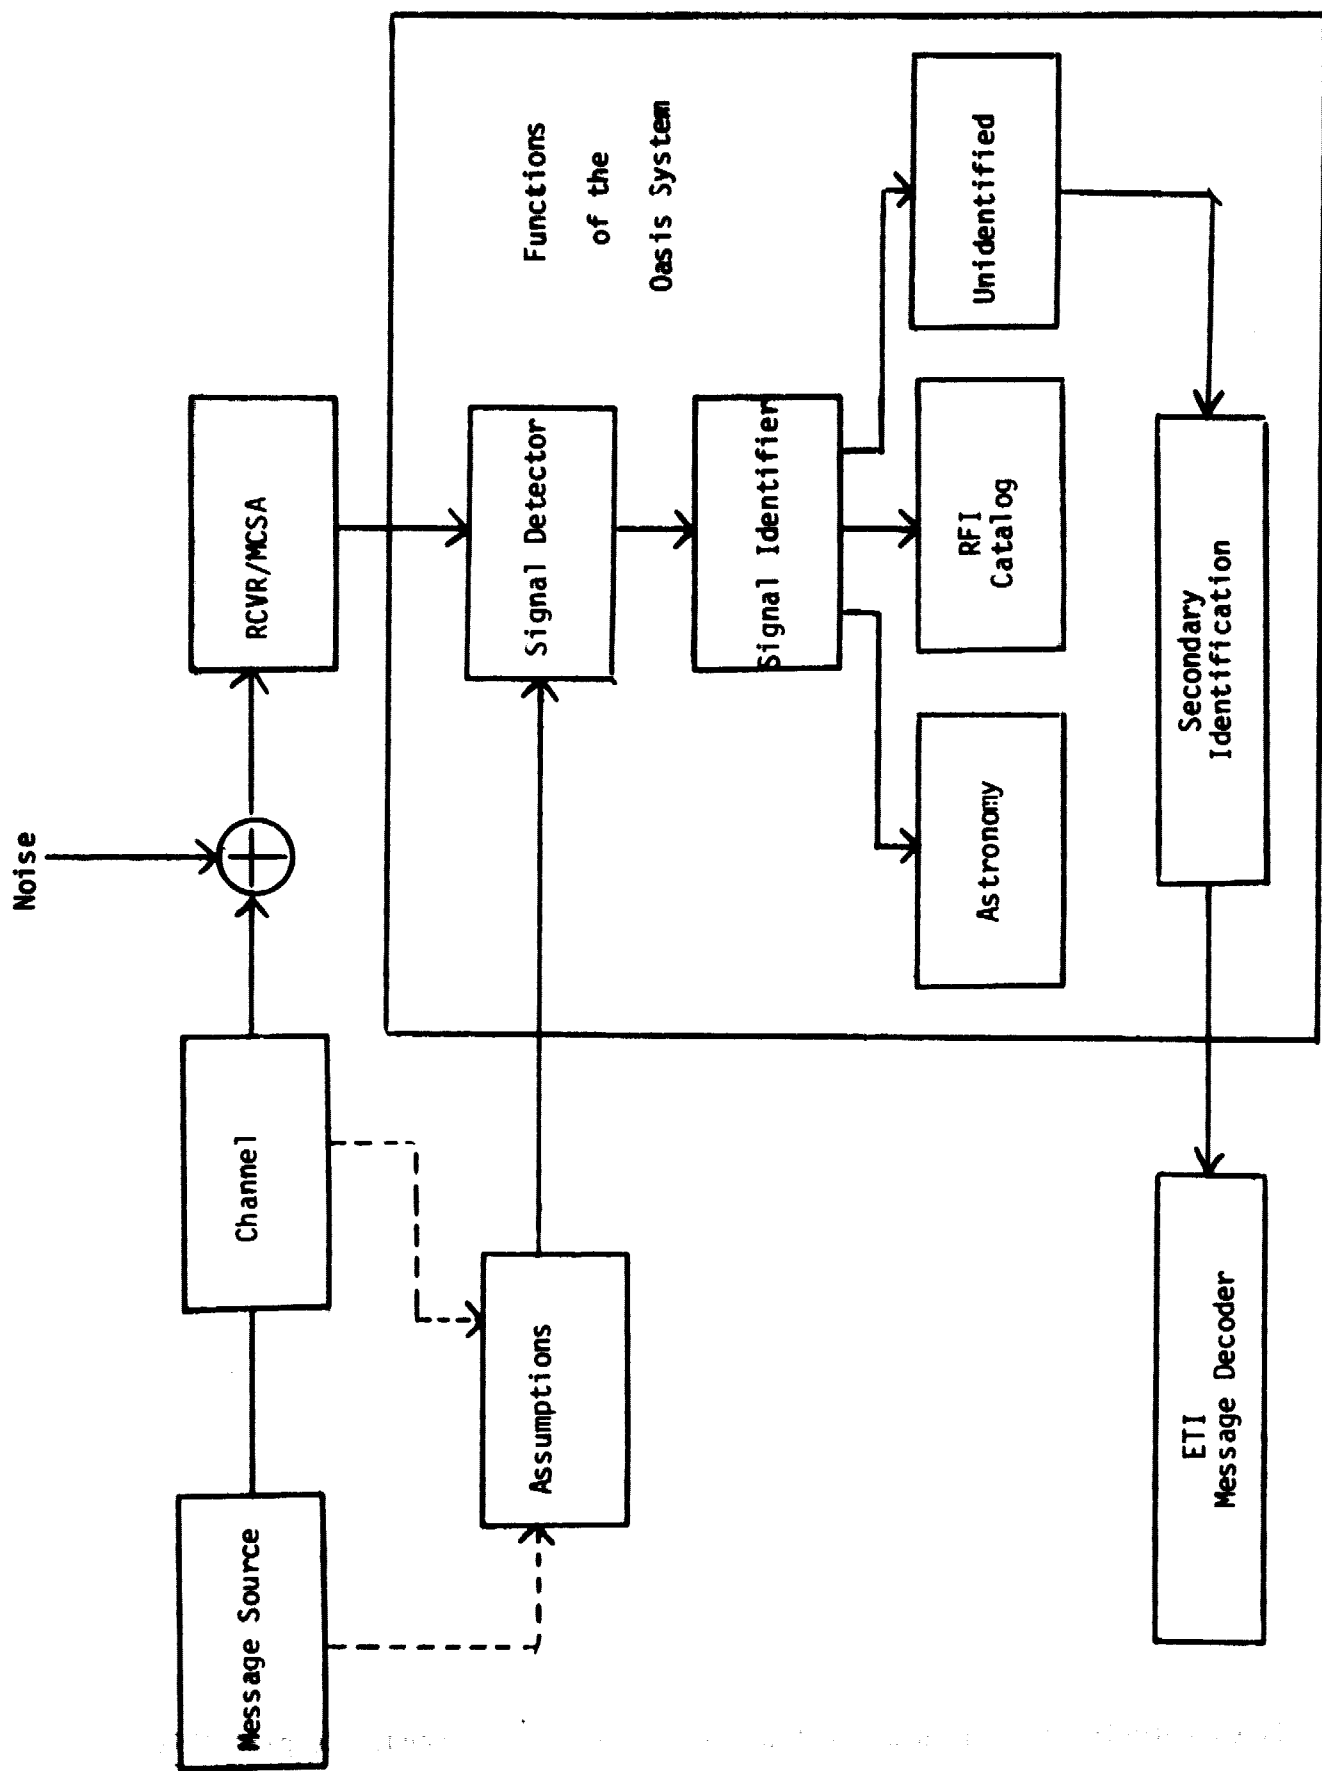 Noise
Message Source
Channel
RCVR/MCSA
Assumptions
Signal Detector
Functions
of the
Oasis System
Signal Identifier
Astronomy
RFI
Catalog
Unidentified
Secondary
Identification
ETI
Message Decoder